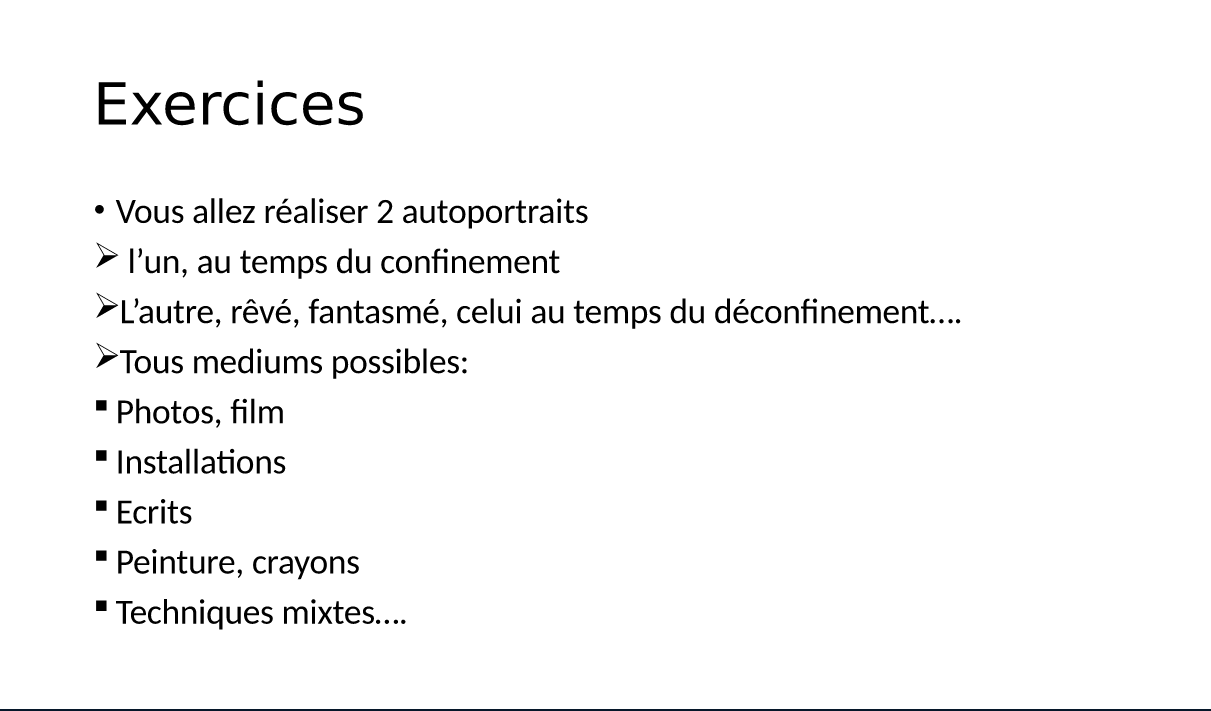 Exercices
• Vous allez réaliser 2 autoportraits
➢ l’un, au temps du confinement
➢L’autre, rêvé, fantasmé, celui au temps du déconfinement….
➢Tous mediums possibles:
▪ Photos, film
▪ Installations
▪ Ecrits
▪ Peinture, crayons
▪ Techniques mixtes….